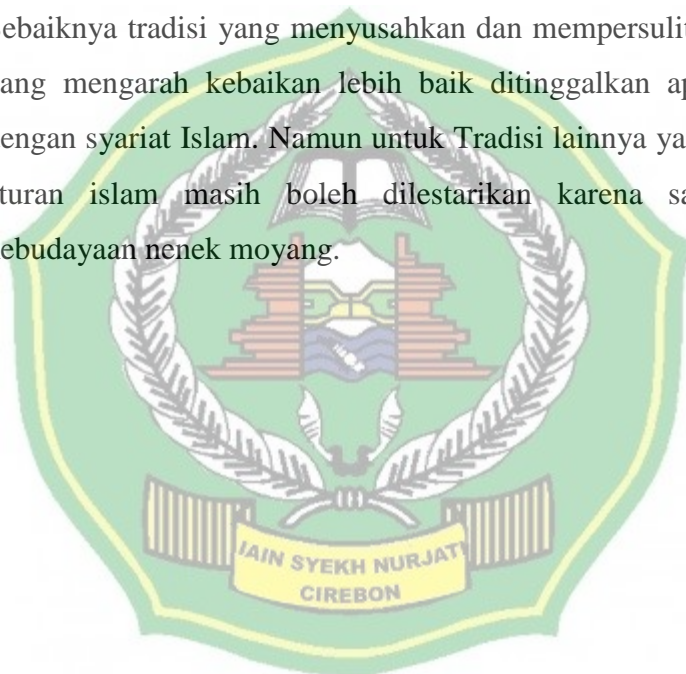 ebaiknya tradisi yang menyusahkan dan mempersulit
ang mengarah kebaikan lebih baik ditinggalkan ap
engan syariat Islam. Namun untuk Tradisi lainnya ya
turan islam masih boleh dilestarikan karena sa
ebudayaan nenek moyang.
IAIN SYEKH NURJATI
CIREBON